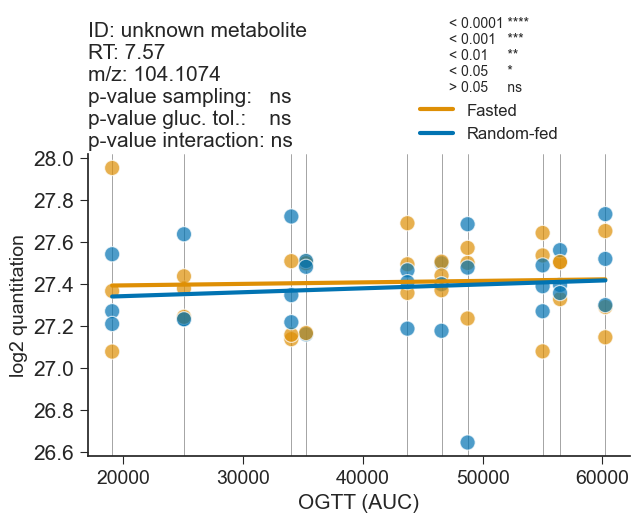 ID: unknown metabolite
RT: 7.57
m/z: 104.1074
p-value sampling: ns
p-value gluc. tol.: ns
p-value interaction: ns
< 0.0001 ****
< 0.001 ***
< 0.01 **
< 0.05 *
> 0.05 ns
Fasted
Random-fed
28.0
27.8
27.6
27.4
27.2
27.0
26.8
26.6
log2 quantitation
20000 30000 40000 50000 60000
OGTT (AUC)